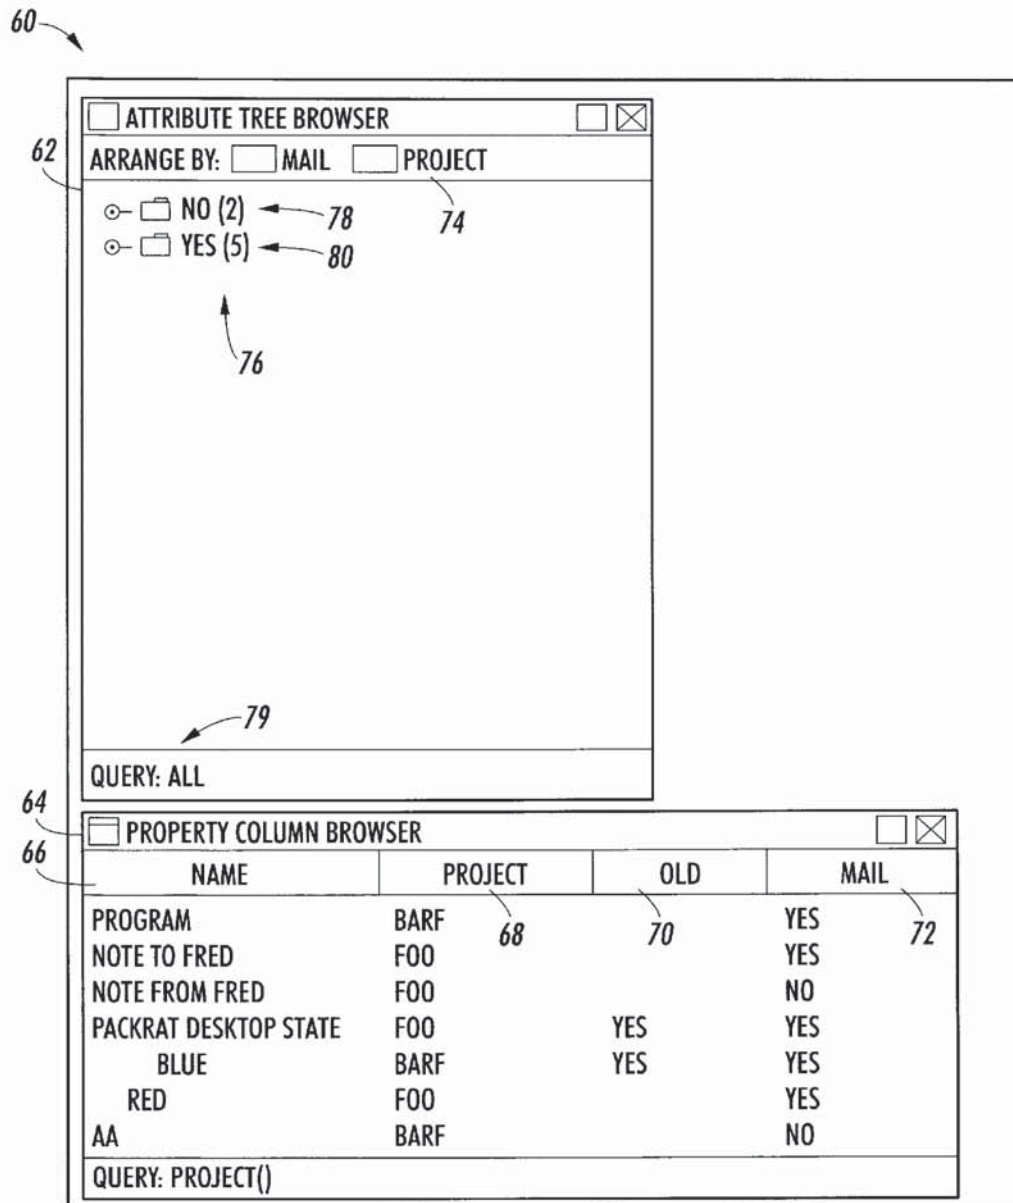 60
ATTRIBUTE TREE BROWSER
62
ARRANGE BY: MAIL PROJECT
74
NO (2) 78
YES (5) 80
76
79
QUERY: ALL
64
PROPERTY COLUMN BROWSER
66
NAME PROJECT OLD MAIL
68 70 72
PROGRAM BARF YES
NOTE TO FRED FOO YES
NOTE FROM FRED FOO NO
PACKRAT DESKTOP STATE FOO YES YES
BLUE BARF YES YES
RED FOO YES
AA BARF NO
QUERY: PROJECT()